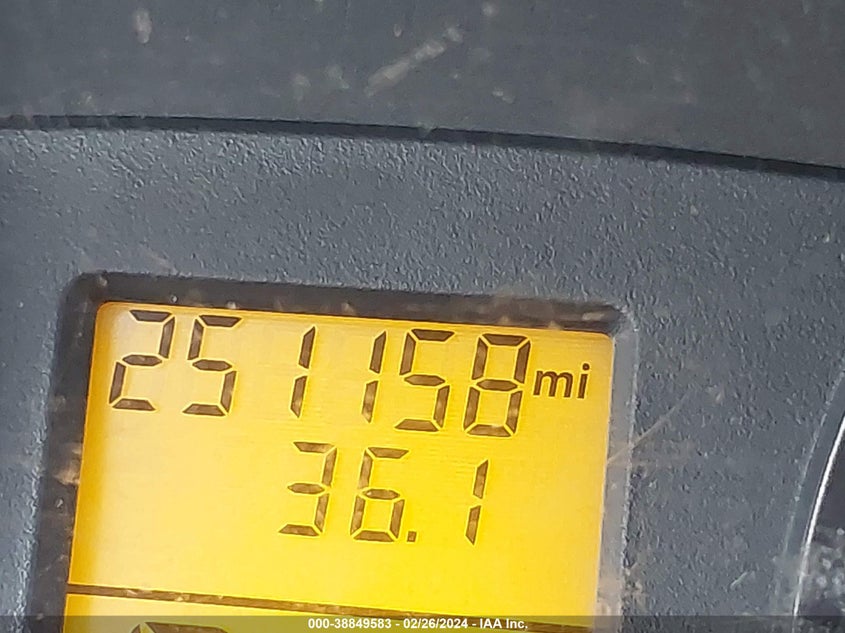 251158 mi
36.1
000-38849583 - 02/26/2024 - IAA Inc.